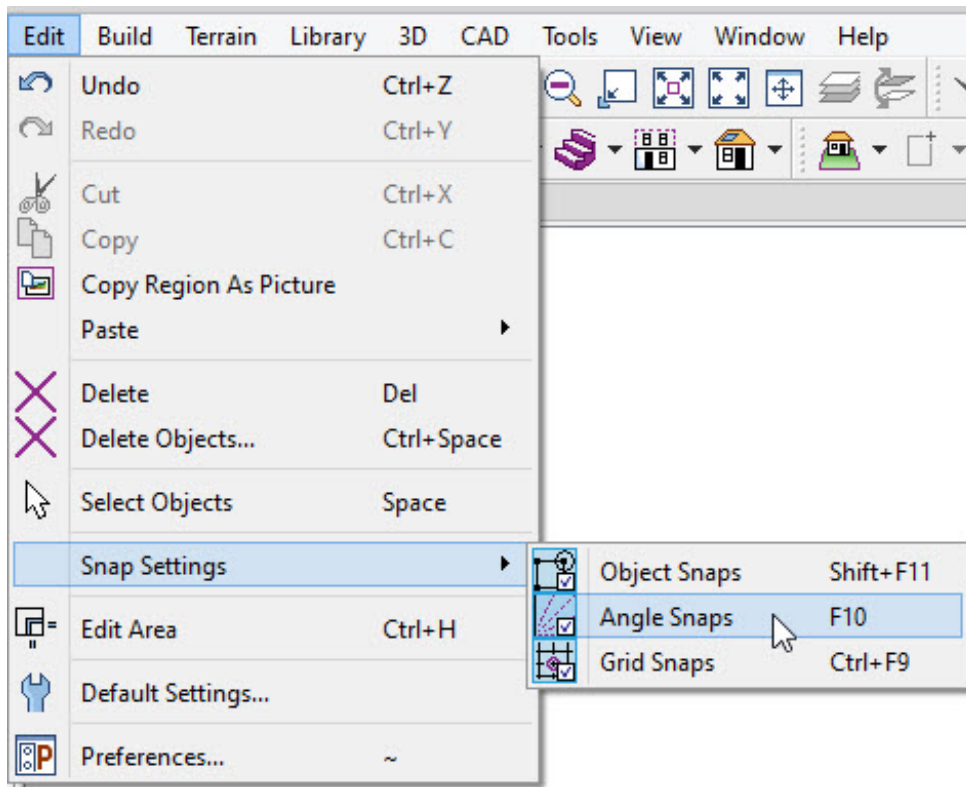 Edit Build Terrain Library 3D CAD Tools View Window Help
Undo Ctrl+Z
Redo Ctrl+Y
Cut Ctrl+X
Copy Ctrl+C
Copy Region As Picture
Paste
Delete Del
Delete Objects... Ctrl+Space
Select Objects Space
Snap Settings
Object Snaps Shift+F11
Angle Snaps F10
Grid Snaps Ctrl+F9
Edit Area Ctrl+H
Default Settings...
P Preferences... ~